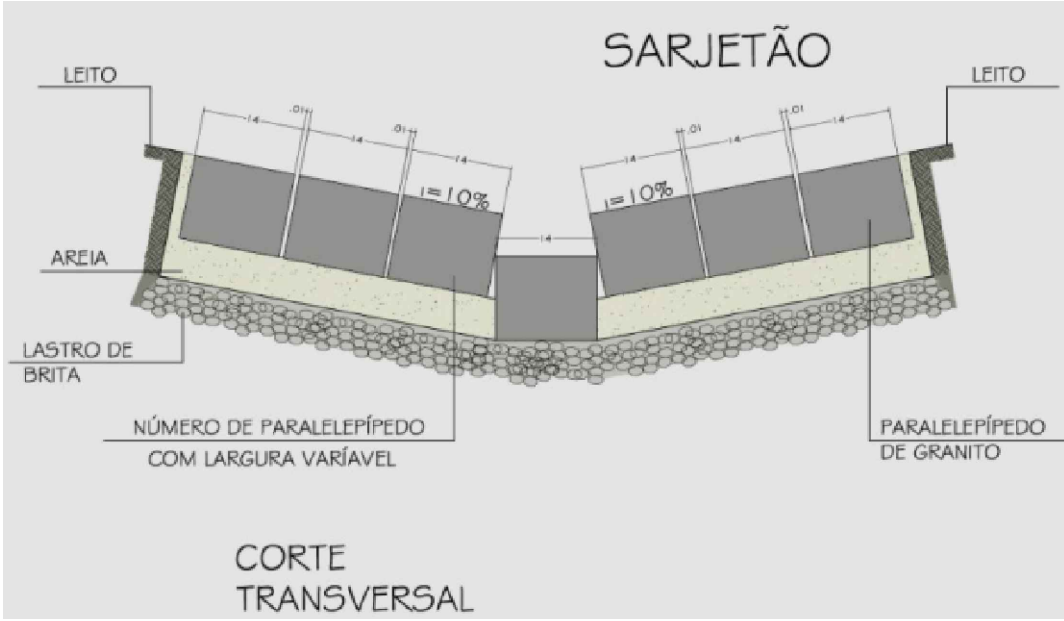 SARJETÃO
LEITO
LEITO
.14
.01
.14
.01
.14
i=10%
.14
.14
.01
.14
.01
.14
i=10%
AREIA
LASTRO DE
BRITA
NÚMERO DE PARALELEPÍPEDO
COM LARGURA VARÍAVEL
PARALELEPÍPEDO
DE GRANITO
CORTE
TRANSVERSAL